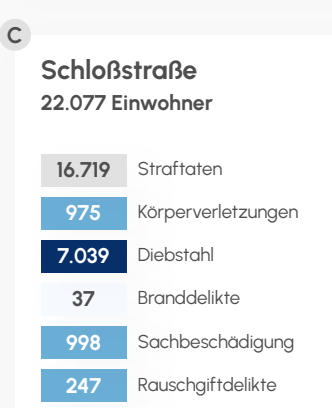 C
Schloßstraße
22.077 Einwohner
16.719 Straftaten
975 Körperverletzungen
7.039 Diebstahl
37 Branddelikte
998 Sachbeschädigung
247 Rauschgiftdelikte